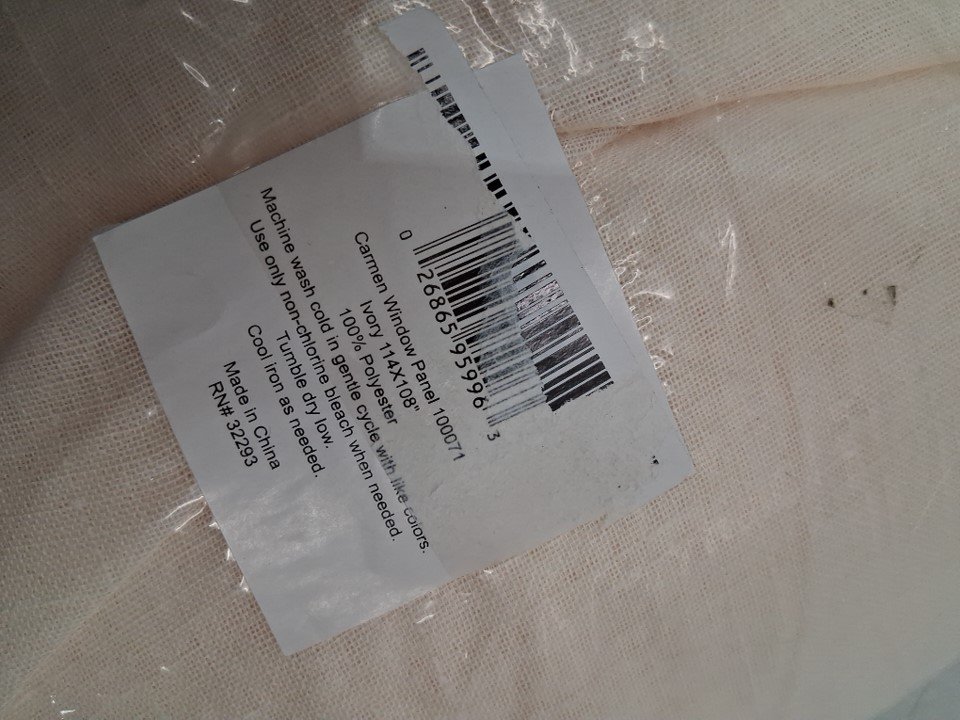 0 26865 95996 3
Carmen Window Panel 100071
Ivory 114X108"
100% Polyester
Machine wash cold in gentle cycle with like colors.
Use only non-chlorine bleach when needed.
Tumble dry low.
Cool iron as needed.
Made in China
RN# 32293